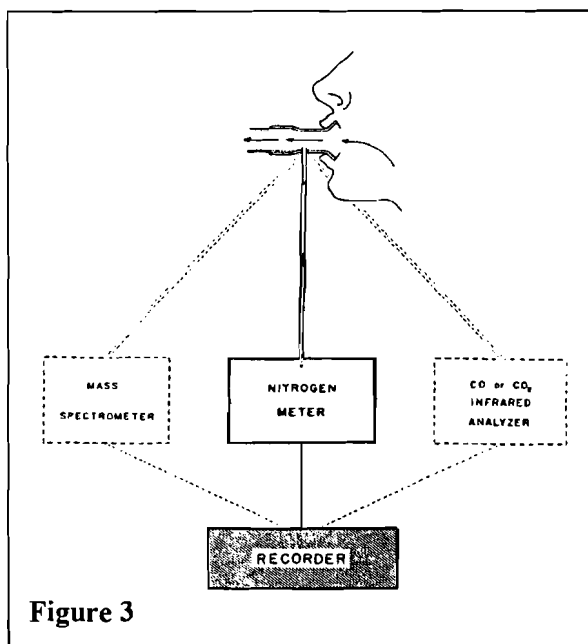 MASS
SPECTROMETER
NITROGEN
METER
CO or CO₂
INFRARED
ANALYZER
RECORDER
Figure 3